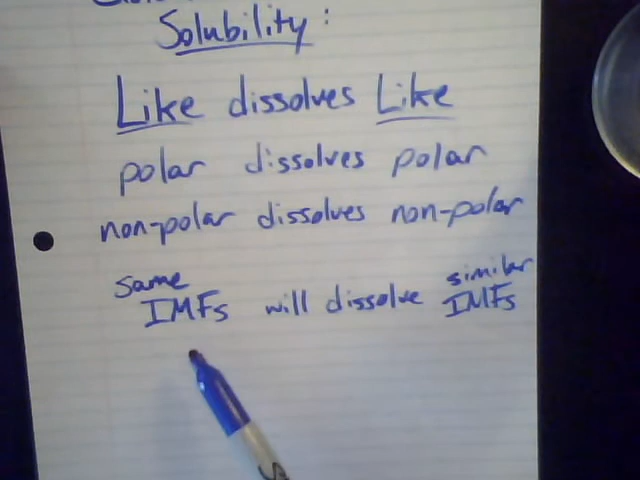 Solubility:
Like dissolves Like
polar dissolves polar
non-polar dissolves non-polar
same similar
IMFs will dissolve IMFs